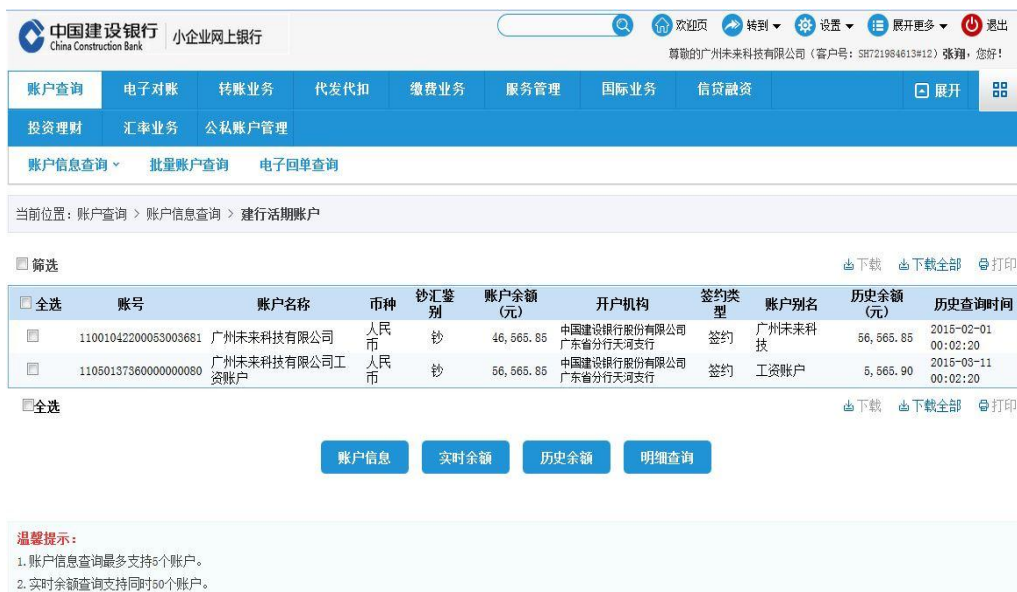 中国建设银行 小企业网上银行
China Construction Bank
欢迎页 转到 设置 展开更多 退出
尊敬的广州未来科技有限公司（客户号：SH721984613#12）张翔，您好！
账户查询 电子对账 转账业务 代发代扣 缴费业务 服务管理 国际业务 信贷融资 展开
投资理财 汇率业务 公私账户管理
账户信息查询 批量账户查询 电子回单查询
当前位置：账户查询 > 账户信息查询 > 建行活期账户
筛选 下载 下载全部 打印
全选 账号 账户名称 币种 钞汇鉴别 账户余额(元) 开户机构 签约类型 账户别名 历史余额(元) 历史查询时间
11001042200053003681 广州未来科技有限公司 人民币 钞 46,565.85 中国建设银行股份有限公司广东省分行天河支行 签约 广州未来科技 56,565.85 2015-02-01 00:02:20
11050137360000000080 广州未来科技有限公司工资账户 人民币 钞 56,565.85 中国建设银行股份有限公司广东省分行天河支行 签约 工资账户 5,565.90 2015-03-11 00:02:20
全选 下载 下载全部 打印
账户信息 实时余额 历史余额 明细查询
温馨提示：
1.账户信息查询最多支持5个账户。
2.实时余额查询支持同时50个账户。